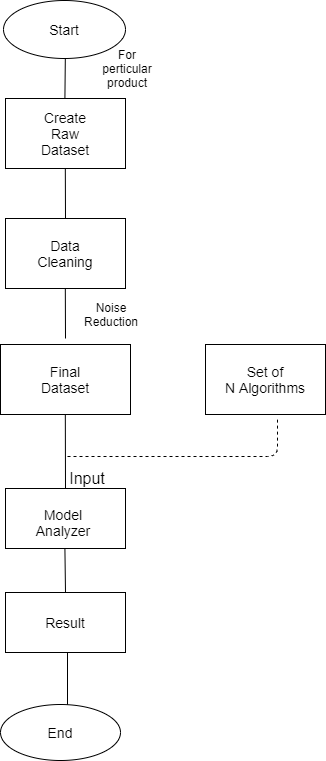 Start
For
perticular
product
Create
Raw
Dataset
Data
Cleaning
Noise
Reduction
Final
Dataset
Set of
N Algorithms
Input
Model
Analyzer
Result
End